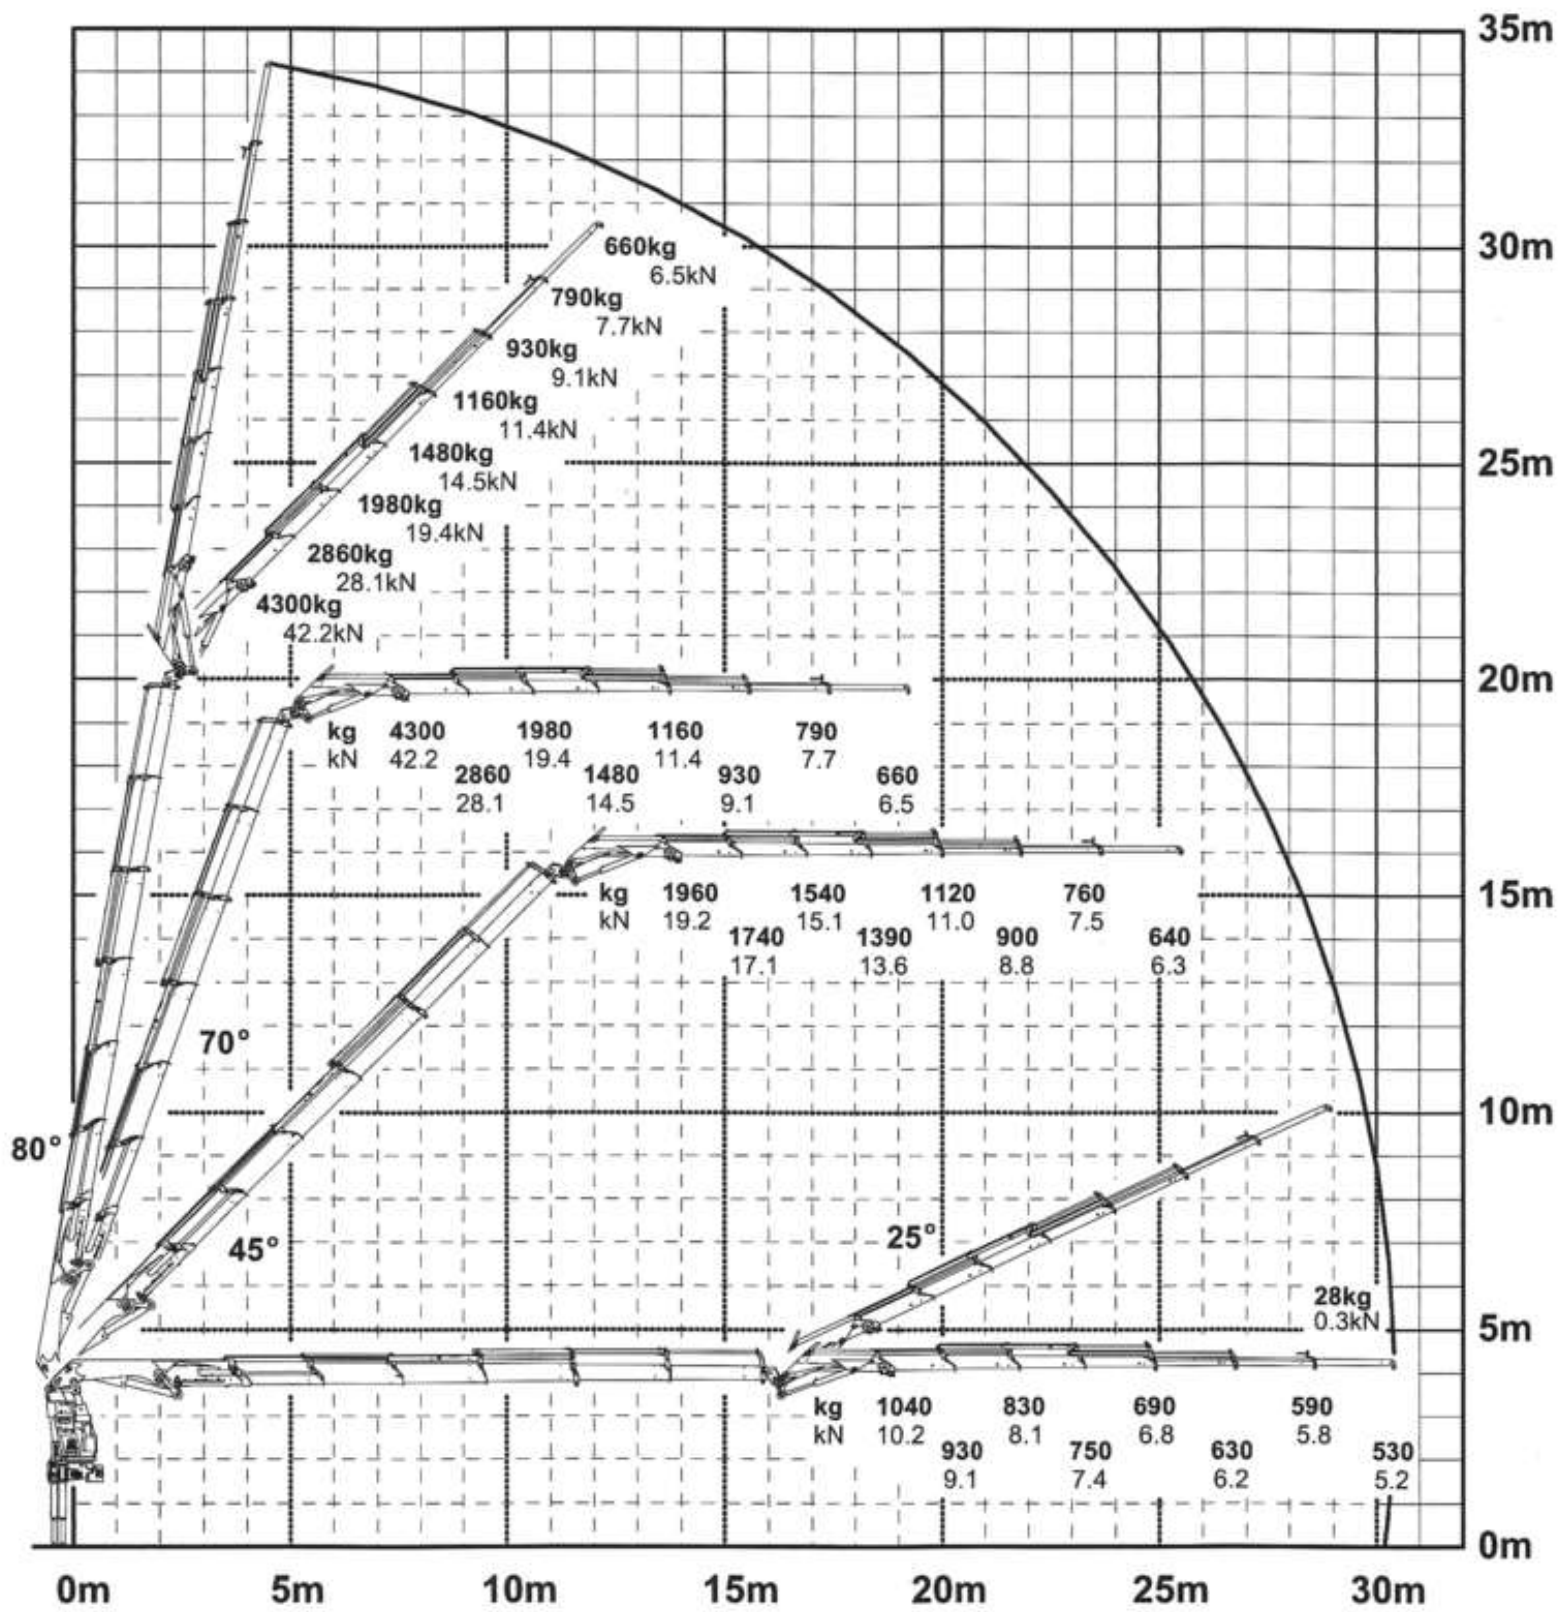 35m
660kg
6.5kN
30m
790kg
7.7kN
930kg
9.1kN
1160kg
11.4kN
1480kg
14.5kN
25m
1980kg
19.4kN
2860kg
28.1kN
4300kg
42.2kN
20m
kg 4300 1980 1160 790
kN 42.2 19.4 11.4 7.7
2860 1480 930 660
28.1 14.5 9.1 6.5
15m
kg 1960 1540 1120 760
kN 19.2 15.1 11.0 7.5
1740 1390 900 640
17.1 13.6 8.8 6.3
70°
10m
80°
45°
25°
28kg
0.3kN
5m
kg 1040 830 690 590
kN 10.2 8.1 6.8 5.8
930 750 630 530
9.1 7.4 6.2 5.2
0m
0m 5m 10m 15m 20m 25m 30m